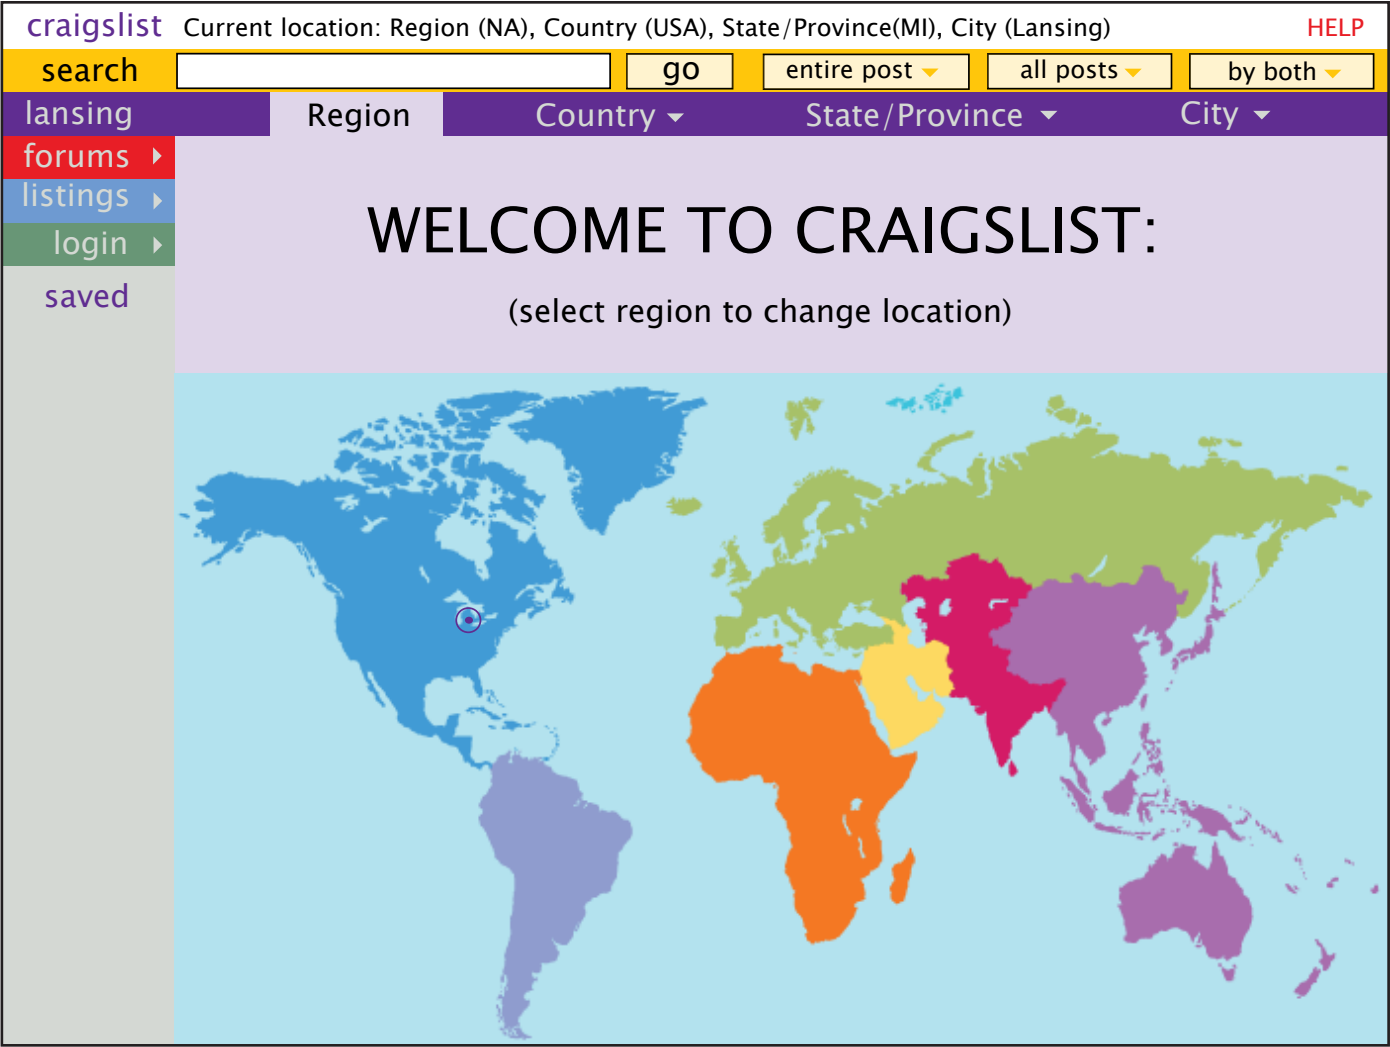 craigslist Current location: Region (NA), Country (USA), State/Province(MI), City (Lansing) HELP
search go entire post all posts by both
lansing Region Country State/Province City
forums
listings
login
saved
WELCOME TO CRAIGSLIST:
(select region to change location)